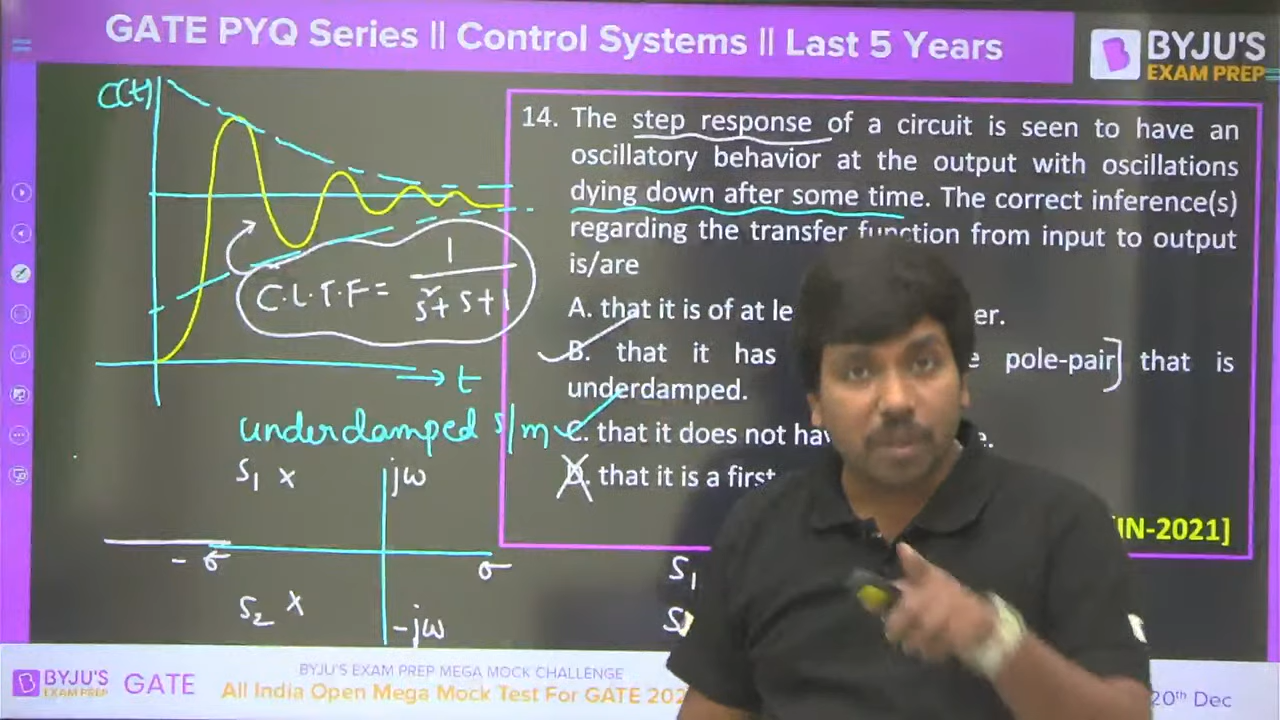 GATE PYQ Series || Control Systems || Last 5 Years
BYJU'S
EXAM PREP
C(t)
C.L.T.F = 1 / s² + s + 1
→ t
underdamped s/m
S₁ x
jω
- σ
σ
S₂ x
-jω
14. The step response of a circuit is seen to have an
oscillatory behavior at the output with oscillations
dying down after some time. The correct inference(s)
regarding the transfer function from input to output
is/are
A. that it is of at le er.
B. that it has pole-pair] that is
underdamped.
C. that it does not hav
D. that it is a first
IN-2021]
S₁
BYJU'S
EXAM PREP
GATE
BYJU'S EXAM PREP MEGA MOCK CHALLENGE
All India Open Mega Mock Test For GATE 202
20th Dec